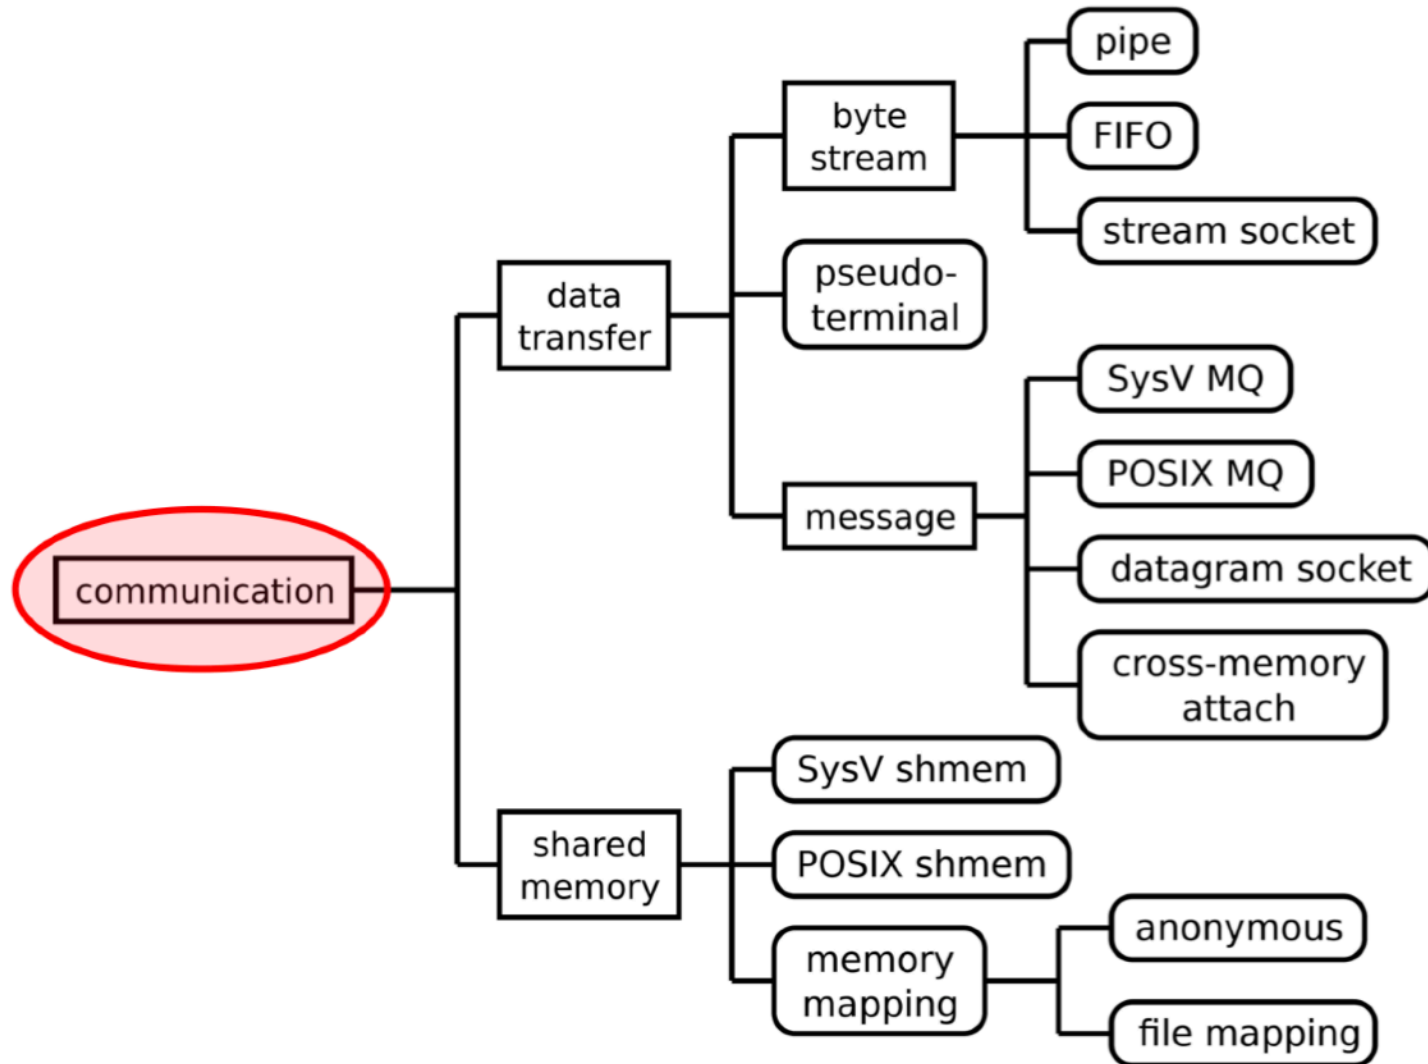 pipe
byte
stream
FIFO
stream socket
pseudo-
terminal
data
transfer
SysV MQ
POSIX MQ
message
datagram socket
communication
cross-memory
attach
SysV shmem
shared
memory
POSIX shmem
anonymous
memory
mapping
file mapping